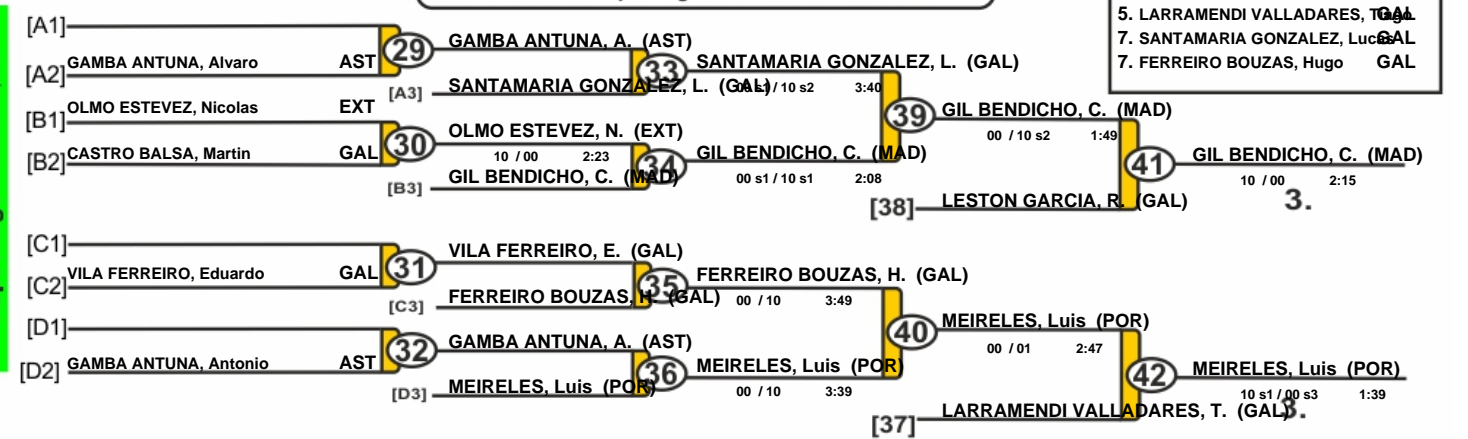 5. LARRAMENDI VALLADARES, Tiago GAL
7. SANTAMARIA GONZALEZ, Lucas GAL
7. FERREIRO BOUZAS, Hugo GAL
[A1]
GAMBA ANTUNA, Alvaro AST
[A2]
29
GAMBA ANTUNA, A. (AST)
[A3] SANTAMARIA GONZALEZ, L. (GAL)
33
SANTAMARIA GONZALEZ, L. (GAL)
00 s1 / 10 s2 3:40
OLMO ESTEVEZ, Nicolas EXT
[B1]
CASTRO BALSA, Martin GAL
[B2]
30
OLMO ESTEVEZ, N. (EXT)
10 / 00 2:23
[B3] GIL BENDICHO, C. (MAD)
34
GIL BENDICHO, C. (MAD)
00 s1 / 10 s1 2:08
39
GIL BENDICHO, C. (MAD)
00 / 10 s2 1:49
[38] LESTON GARCIA, R. (GAL)
41
GIL BENDICHO, C. (MAD)
10 / 00 2:15
3.
[C1]
VILA FERREIRO, Eduardo GAL
[C2]
31
VILA FERREIRO, E. (GAL)
[C3] FERREIRO BOUZAS, H. (GAL)
35
FERREIRO BOUZAS, H. (GAL)
00 / 10 3:49
[D1]
GAMBA ANTUNA, Antonio AST
[D2]
32
GAMBA ANTUNA, A. (AST)
[D3] MEIRELES, Luis (POR)
36
MEIRELES, Luis (POR)
00 / 10 3:39
40
MEIRELES, Luis (POR)
00 / 01 2:47
[37] LARRAMENDI VALLADARES, T. (GAL)
42
MEIRELES, Luis (POR)
10 s1 / 00 s3 1:39
3.